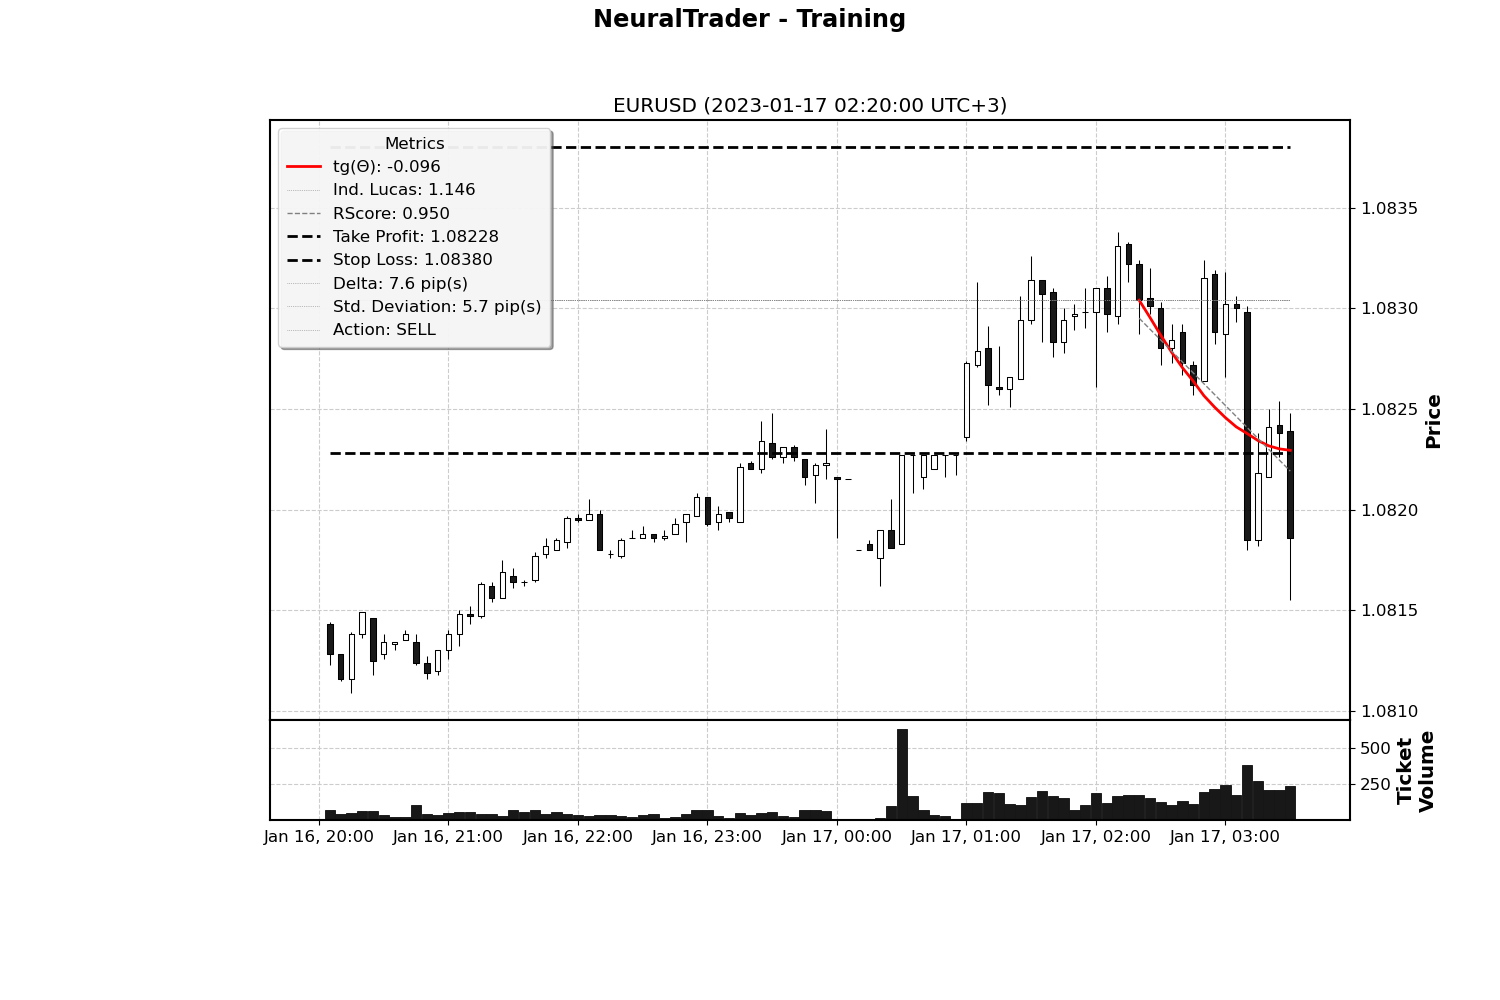 NeuralTrader - Training
EURUSD (2023-01-17 02:20:00 UTC+3)
Metrics
tg(Θ): -0.096
Ind. Lucas: 1.146
RScore: 0.950
Take Profit: 1.08228
Stop Loss: 1.08380
Delta: 7.6 pip(s)
Std. Deviation: 5.7 pip(s)
Action: SELL
1.0835
1.0830
1.0825
1.0820
1.0815
1.0810
Price
500
250
Ticket
Volume
Jan 16, 20:00 Jan 16, 21:00 Jan 16, 22:00 Jan 16, 23:00 Jan 17, 00:00 Jan 17, 01:00 Jan 17, 02:00 Jan 17, 03:00